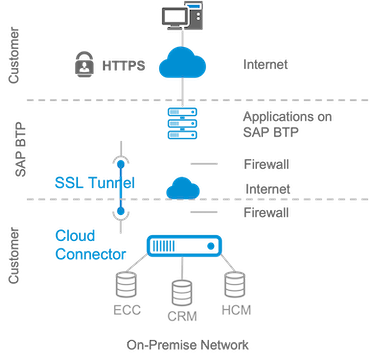 Customer
HTTPS
Internet
SAP BTP
Applications on
SAP BTP
Firewall
SSL Tunnel
Internet
Firewall
Customer
Cloud
Connector
ECC
CRM
HCM
On-Premise Network